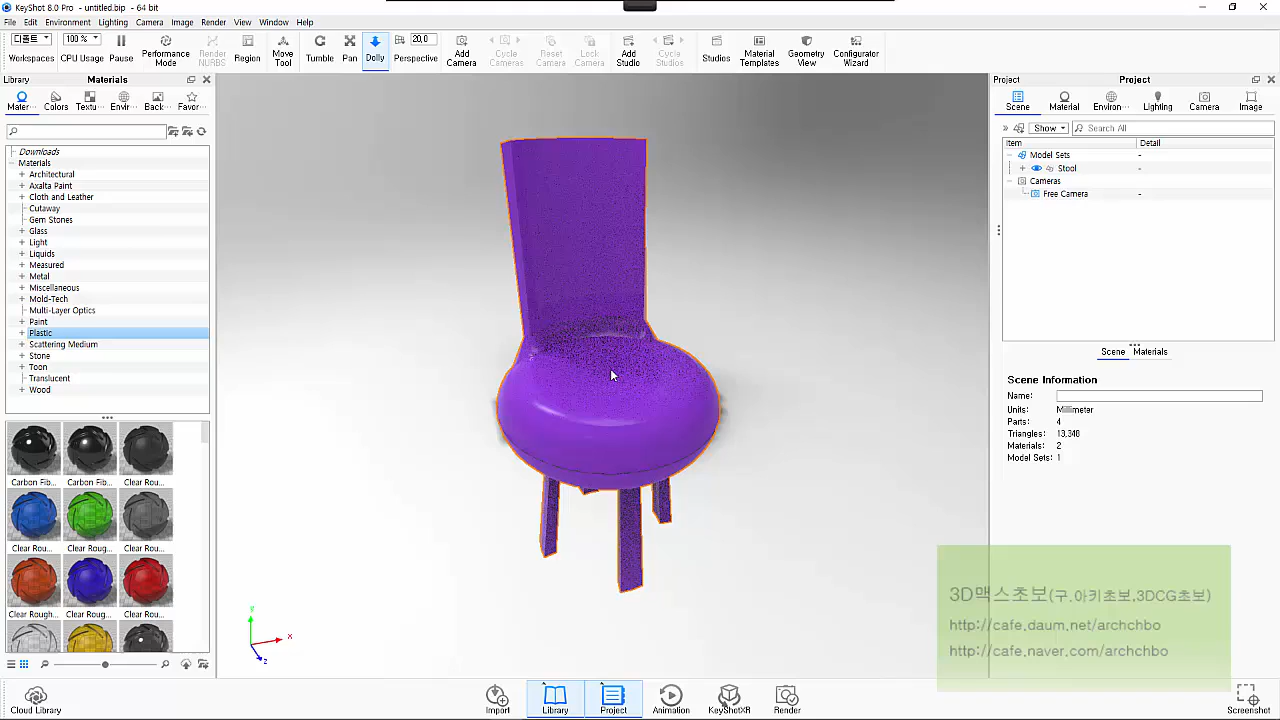 KeyShot 8.0 Pro - untitled.bip - 64 bit
File Edit Environment Lighting Camera Image Render View Window Help
100 %
20,0
Workspaces CPU Usage Pause Performance Mode Render NURBS Region Move Tool Tumble Pan Dolly Perspective Add Camera Cycle Cameras Reset Camera Lock Camera Add Studio Cycle Studios Studios Material Templates Geometry View Configurator Wizard
Library Materials
Project Project
Mater... Colors Textu... Envir... Back... Favor...
Scene Material Environ... Lighting Camera Image
Show Search All
Item Detail
Downloads
Materials
Architectural
Axalta Paint
Cloth and Leather
Cutaway
Gem Stones
Glass
Light
Liquids
Measured
Metal
Miscellaneous
Mold-Tech
Multi-Layer Optics
Paint
Plastic
Scattering Medium
Stone
Toon
Translucent
Wood
Model Sets -
Stool -
Cameras -
Free Camera -
Scene Materials
Scene Information
Name:
Units: Millimeter
Parts: 4
Triangles: 19,348
Materials: 2
Model Sets: 1
Carbon Fi...
Clear Rou... Clear Rou... Clear Rou...
Clear Rough... Clear Rou... Clear Rou...
Y
X
Z
3D맥스초보(구.아키초보,3DCG초보)
http://cafe.daum.net/archchbo
http://cafe.naver.com/archchbo
Cloud Library Import Library Project Animation KeyShotXR Render Screenshot